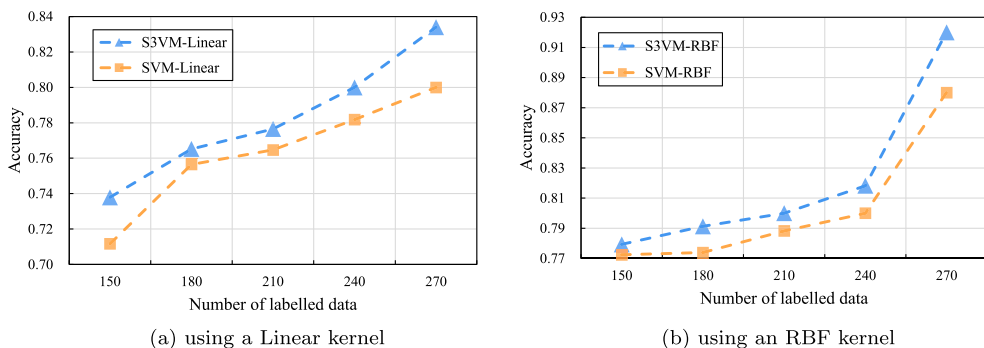 0.84
0.82
0.80
0.78
0.76
0.74
0.72
0.70
Accuracy
S3VM-Linear
SVM-Linear
150 180 210 240 270
Number of labelled data
(a) using a Linear kernel
0.93
0.91
0.89
0.87
0.85
0.83
0.81
0.79
0.77
Accuracy
S3VM-RBF
SVM-RBF
150 180 210 240 270
Number of labelled data
(b) using an RBF kernel